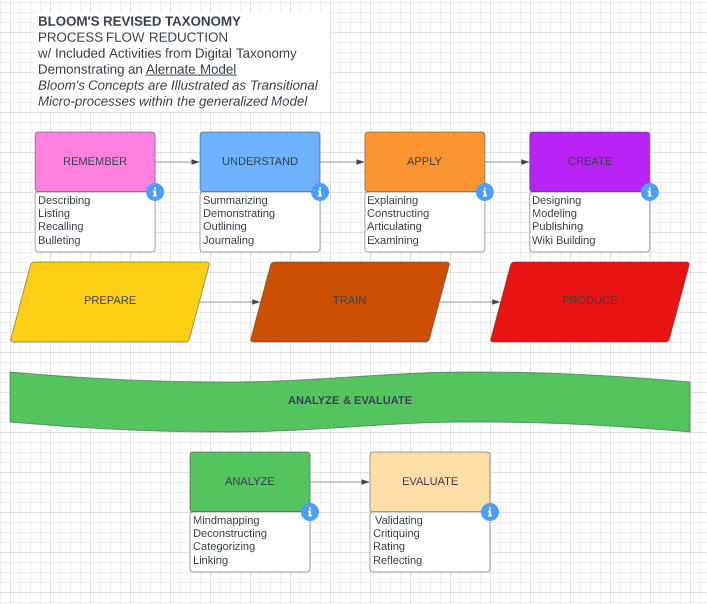 BLOOM'S REVISED TAXONOMY
PROCESS FLOW REDUCTION
w/ Included Activities from Digital Taxonomy
Demonstrating an Alernate Model
Bloom's Concepts are Illustrated as Transitional
Micro-processes within the generalized Model
REMEMBER
Describing
Listing
Recalling
Bulleting
UNDERSTAND
Summarizing
Demonstrating
Outlining
Journaling
APPLY
Explaining
Constructing
Articulating
Examining
CREATE
Designing
Modeling
Publishing
Wiki Building
PREPARE
TRAIN
PRODUCE
ANALYZE & EVALUATE
ANALYZE
Mindmapping
Deconstructing
Categorizing
Linking
EVALUATE
Validating
Critiquing
Rating
Reflecting